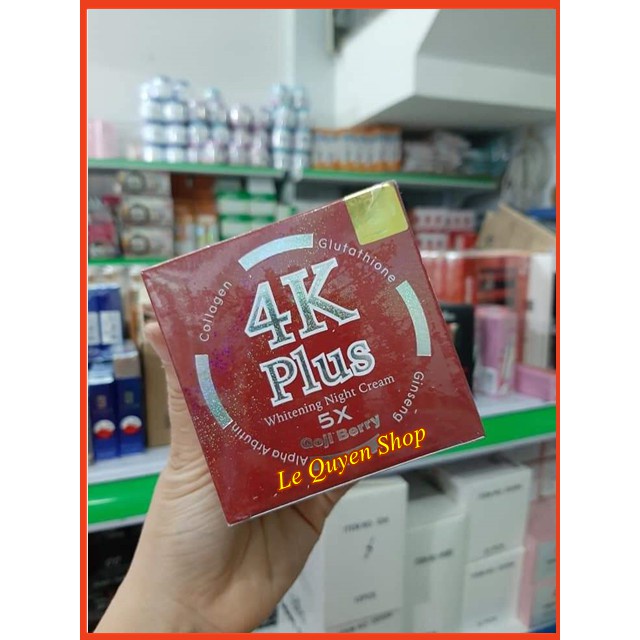 Collagen
Glutathione
4K
Plus
Whitening Night Cream
5X
Goji Berry
Ginseng
Alpha Arbutin
Le Quyen Shop